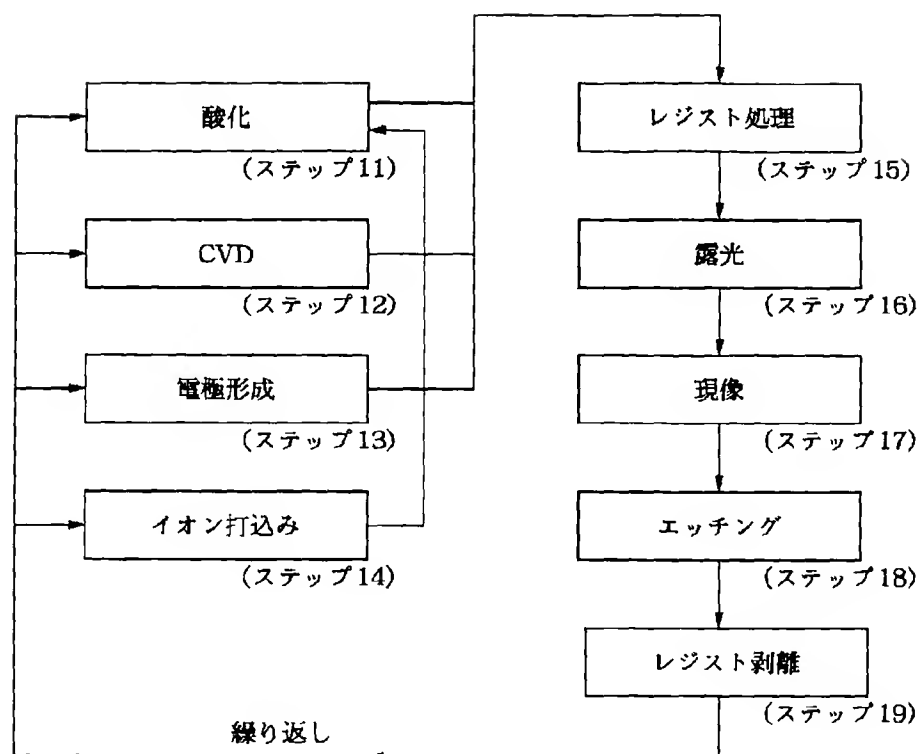 酸化
(ステップ11)
CVD
(ステップ12)
電極形成
(ステップ13)
イオン打込み
(ステップ14)
繰り返し
レジスト処理
(ステップ15)
露光
(ステップ16)
現像
(ステップ17)
エッチング
(ステップ18)
レジスト剥離
(ステップ19)